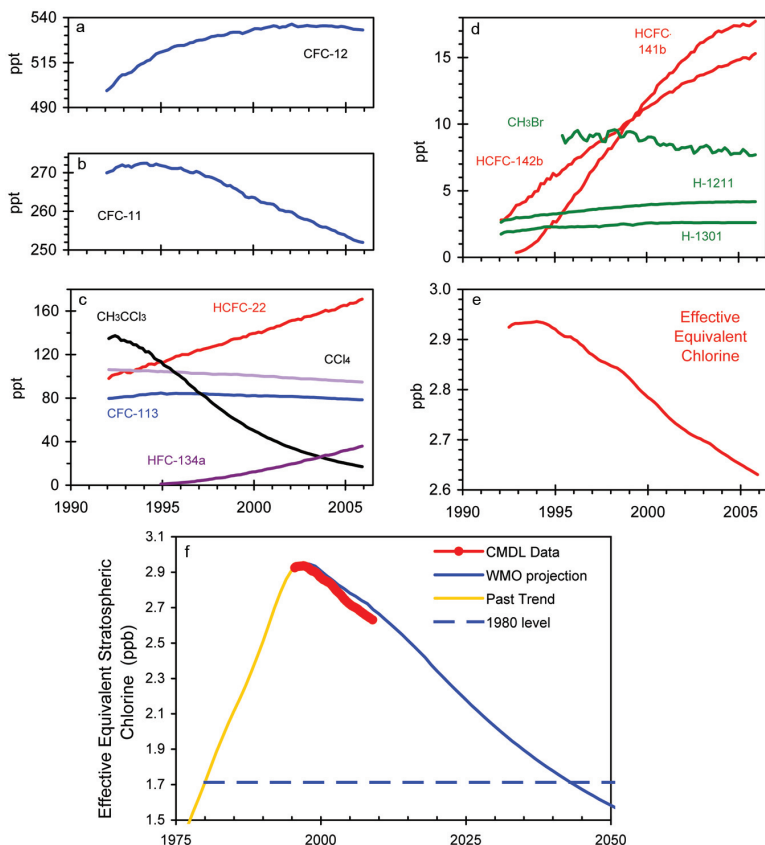 a
540
515
490
ppt
CFC-12
b
270
260
250
ppt
CFC-11
c
160
120
80
40
0
ppt
CH₃CCl₃
HCFC-22
CCl₄
CFC-113
HFC-134a
1990
1995
2000
2005
d
15
10
5
0
ppt
HCFC-
141b
CH₃Br
HCFC-142b
H-1211
H-1301
e
3.0
2.9
2.8
2.7
2.6
ppb
Effective
Equivalent
Chlorine
1990
1995
2000
2005
f
3.1
2.9
2.7
2.5
2.3
2.1
1.9
1.7
1.5
Effective Equivalent Stratospheric
Chlorine (ppb)
CMDL Data
WMO projection
Past Trend
1980 level
1975
2000
2025
2050